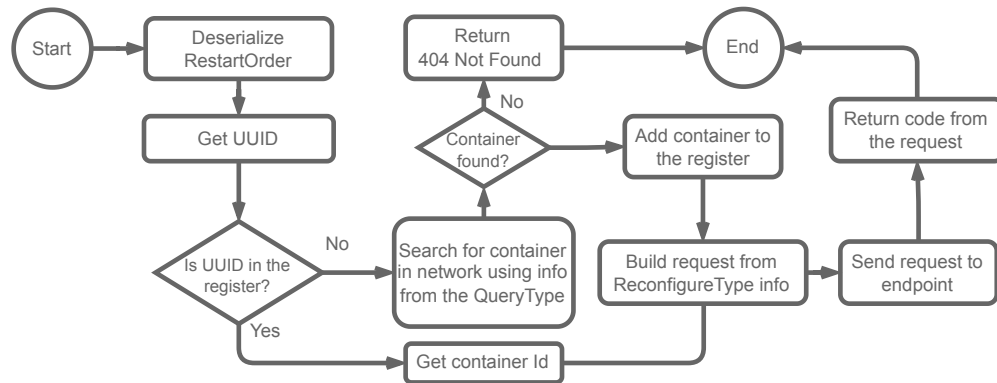 Start
Deserialize
RestartOrder
Get UUID
Is UUID in the
register?
No
Yes
Search for container
in network using info
from the QueryType
Container
found?
No
Return
404 Not Found
End
Add container to
the register
Get container Id
Build request from
ReconfigureType info
Send request to
endpoint
Return code from
the request